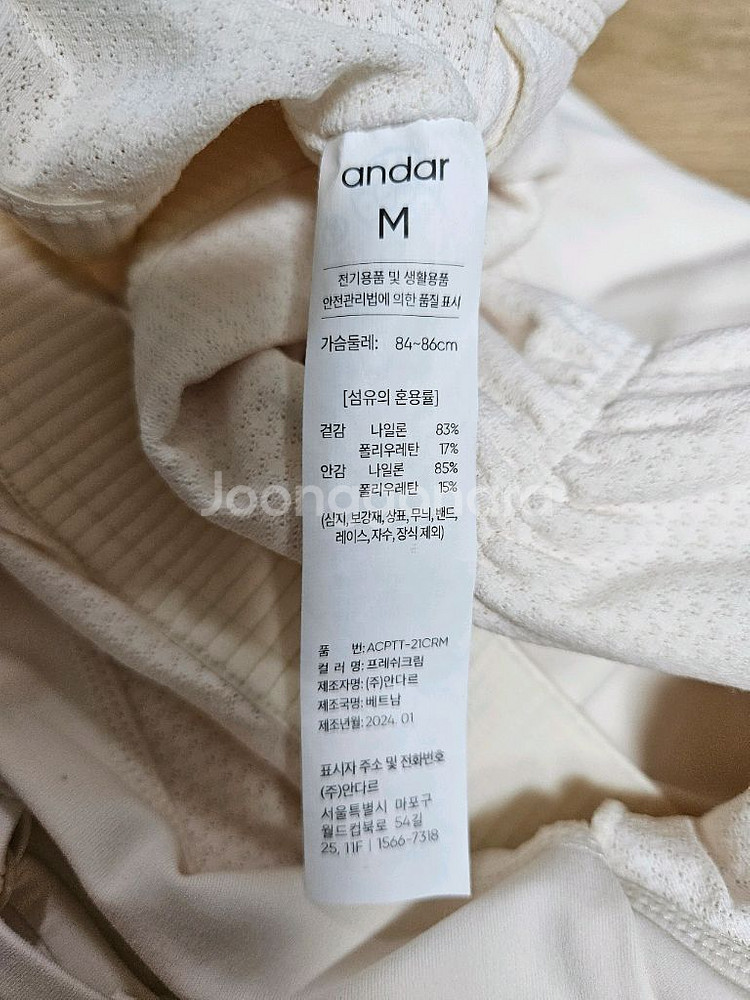 andar
M
전기용품 및 생활용품
안전관리법에 의한 품질 표시
가슴둘레: 84~86cm
[섬유의 혼용률]
겉감 나일론 83%
폴리우레탄 17%
안감 나일론 85%
폴리우레탄 15%
(심지, 보강재, 상표, 무늬, 밴드,
레이스, 자수, 장식 제외)
Joonggonara
품 번: ACPTT-21CRM
컬 러 명: 프레쉬크림
제조자명: (주)안다르
제조국명: 베트남
제조년월: 2024. 01
표시자 주소 및 전화번호
(주)안다르
서울특별시 마포구
월드컵북로 54길
25, 11F | 1566-7318